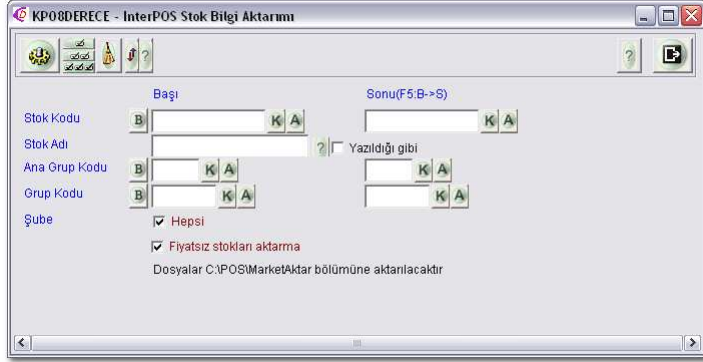 KP08DERECE - InterPOS Stok Bilgi Aktarımı
? ?
Başı Sonu(F5:B->S)
Stok Kodu B K A K A
Stok Adı ? Yazıldığı gibi
Ana Grup Kodu B K A K A
Grup Kodu B K A K A
Şube Hepsi
Fiyatsız stokları aktarma
Dosyalar C:\POS\MarketAktar bölümüne aktarılacaktır